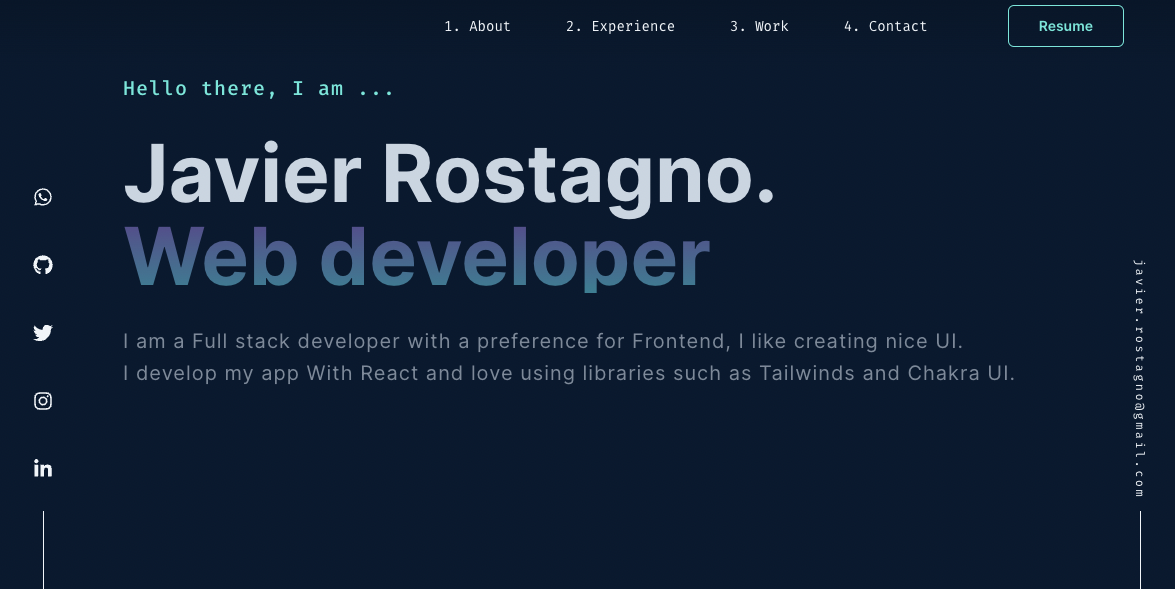 1. About 2. Experience 3. Work 4. Contact Resume
Hello there, I am ...
Javier Rostagno.
Web developer
I am a Full stack developer with a preference for Frontend, I like creating nice UI.
I develop my app With React and love using libraries such as Tailwinds and Chakra UI.
javier.rostagno@gmail.com